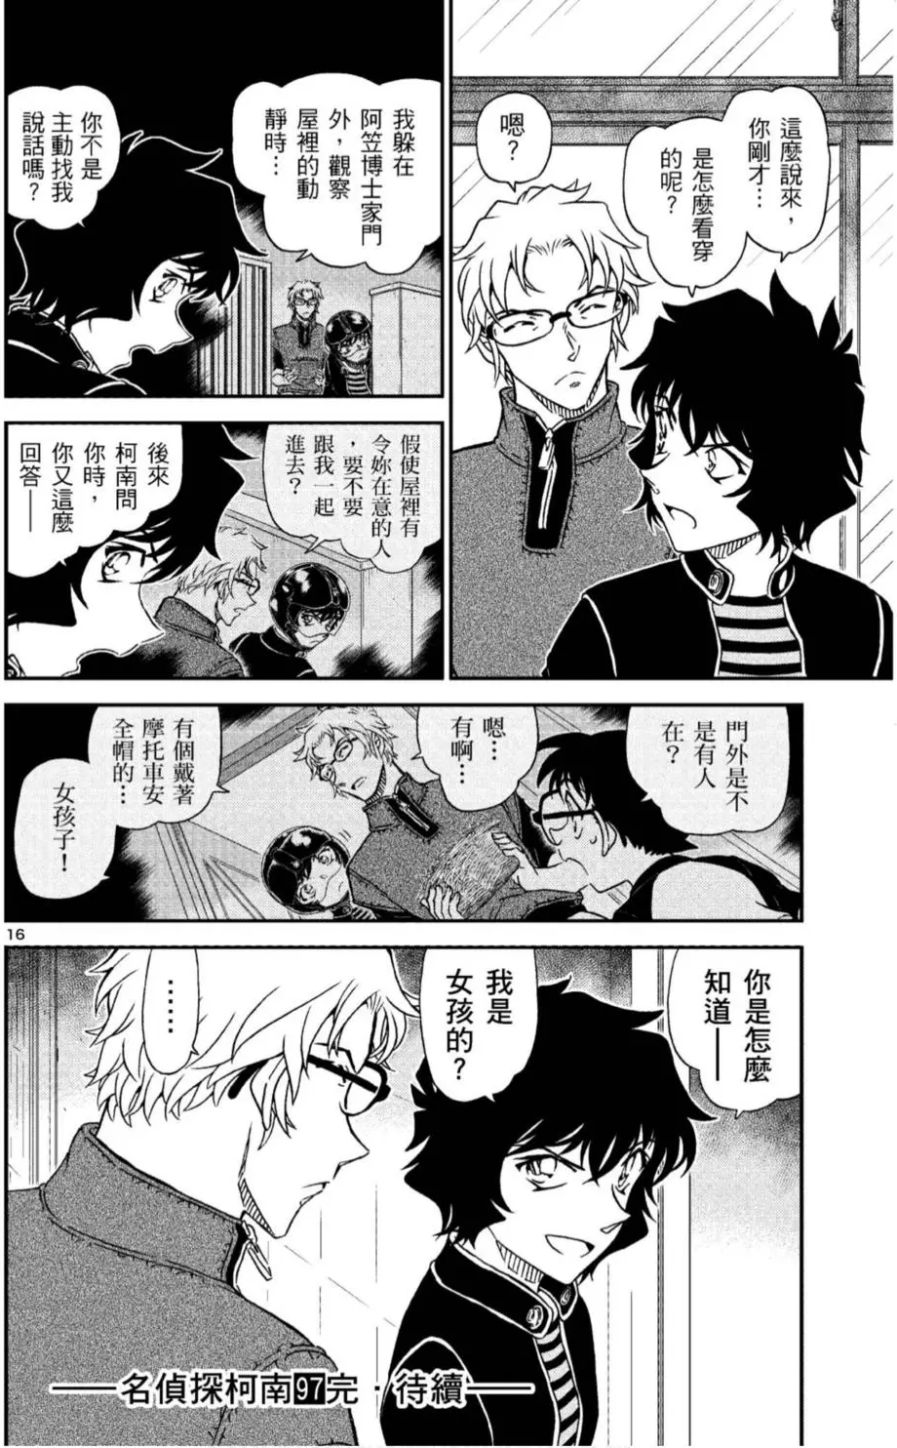 這麼說來，
你剛才…
是怎麼看穿
的呢？
嗯？
我躲在
阿笠博士家門
外，觀察
屋裡的動
靜時…
你不是
主動找我
說話嗎？
假使屋裡有
令妳在意的人
，要不要
跟我一起
進去？
後來
柯南問
你時，
你又這麼
回答——
門外是不
是有人
在？
嗯…
有啊…
有個戴著
摩托車安
全帽的…
女孩子！
16
你是怎麼
知道——
我是
女孩的？
……
——名偵探柯南97完·待續——